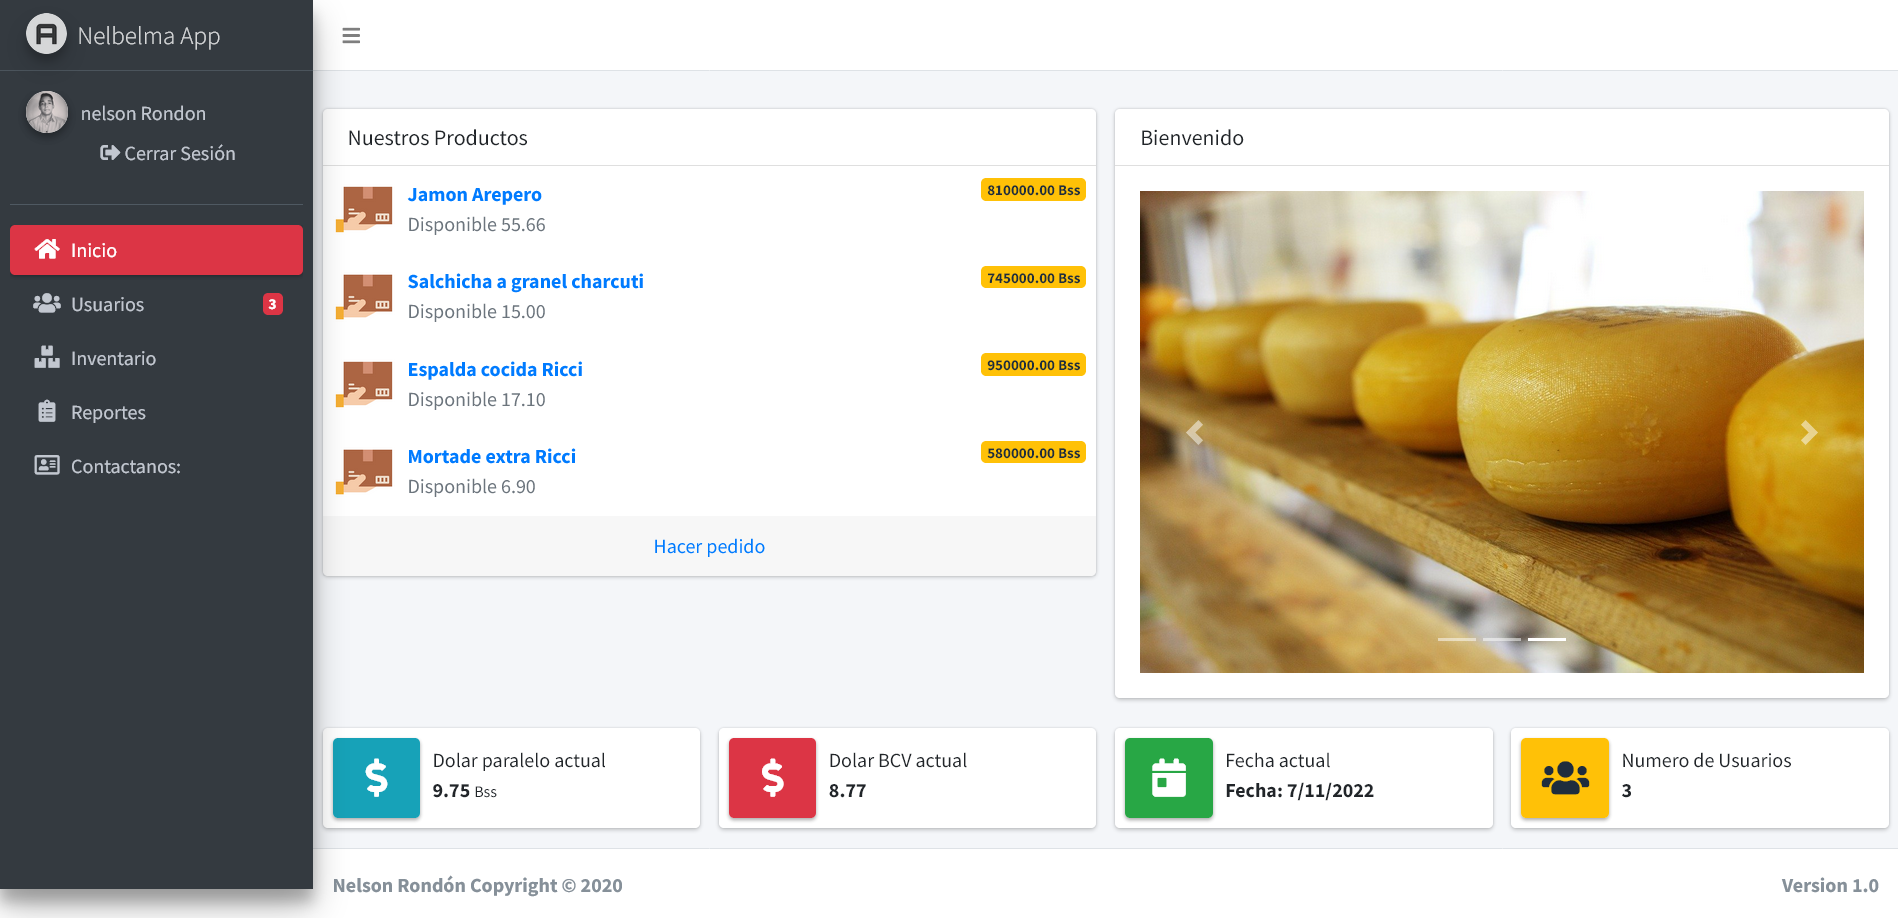 Nelbelma App
nelson Rondon
Cerrar Sesión
Inicio
Usuarios 3
Inventario
Reportes
Contactanos:
Nuestros Productos
Jamon Arepero 810000.00 Bss
Disponible 55.66
Salchicha a granel charcuti 745000.00 Bss
Disponible 15.00
Espalda cocida Ricci 950000.00 Bss
Disponible 17.10
Mortade extra Ricci 580000.00 Bss
Disponible 6.90
Hacer pedido
Bienvenido
Dolar paralelo actual
9.75 Bss
Dolar BCV actual
8.77
Fecha actual
Fecha: 7/11/2022
Numero de Usuarios
3
Nelson Rondón Copyright © 2020
Version 1.0